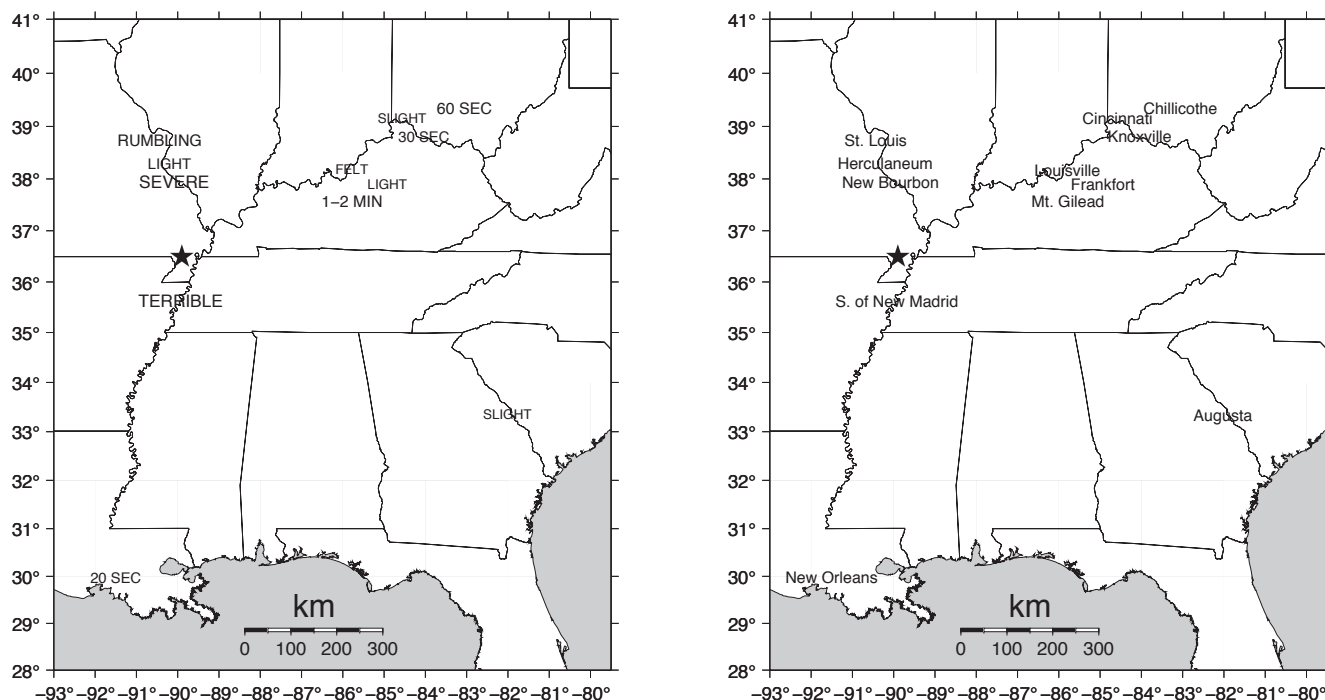 41°
40°
39°
38°
37°
36°
35°
34°
33°
32°
31°
30°
29°
28°
60 SEC
SLIGHT
30 SEC
RUMBLING
LIGHT
SEVERE
FELT
LIGHT
1−2 MIN
TERRIBLE
SLIGHT
20 SEC
km
0 100 200 300
−93° −92° −91° −90° −89° −88° −87° −86° −85° −84° −83° −82° −81° −80°
41°
40°
39°
38°
37°
36°
35°
34°
33°
32°
31°
30°
29°
28°
Chillicothe
Cincinnati
Knoxville
St. Louis
Herculaneum
New Bourbon
Louisville
Frankfort
Mt. Gilead
S. of New Madrid
Augusta
New Orleans
km
0 100 200 300
−93° −92° −91° −90° −89° −88° −87° −86° −85° −84° −83° −82° −81° −80°